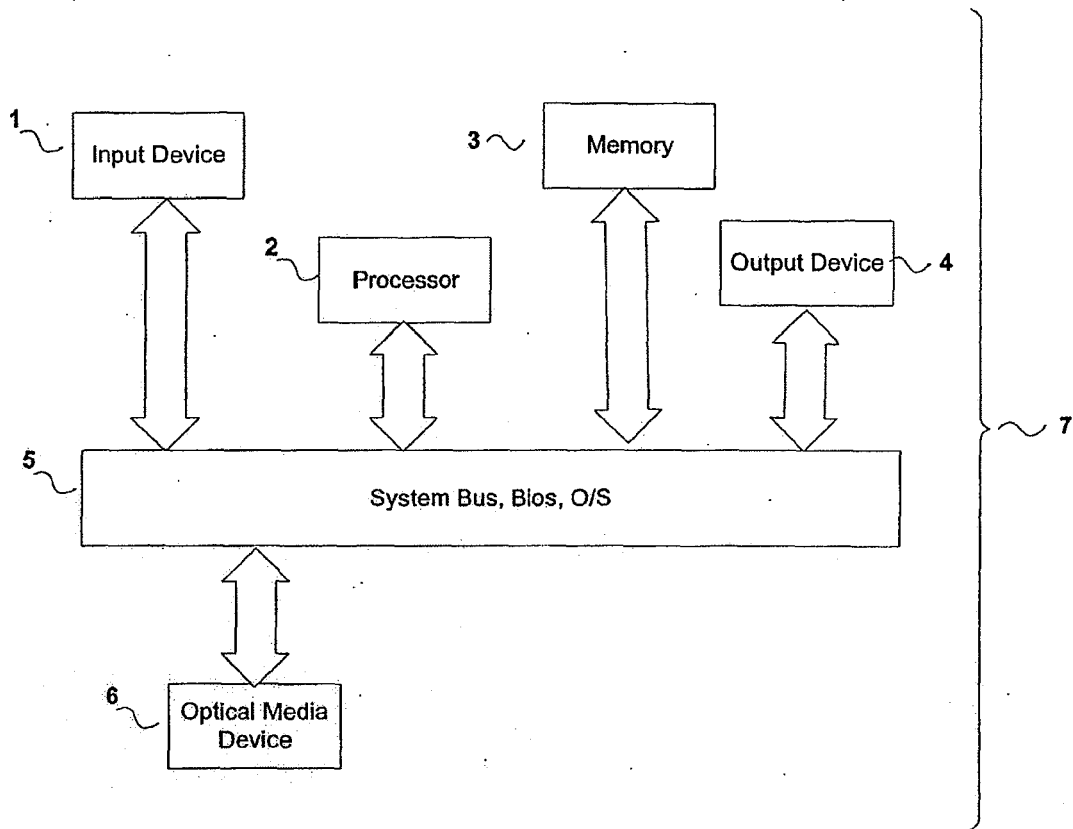 1
Input Device
3
Memory
2
Processor
Output Device
4
7
5
System Bus, Bios, O/S
6
Optical Media
Device